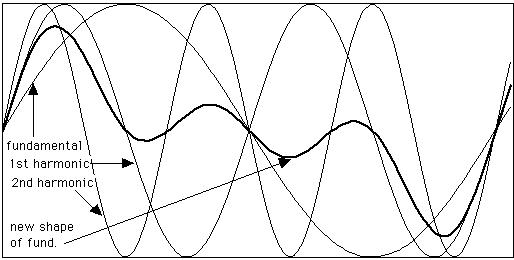 fundamental
1st harmonic
2nd harmonic
new shape
of fund.